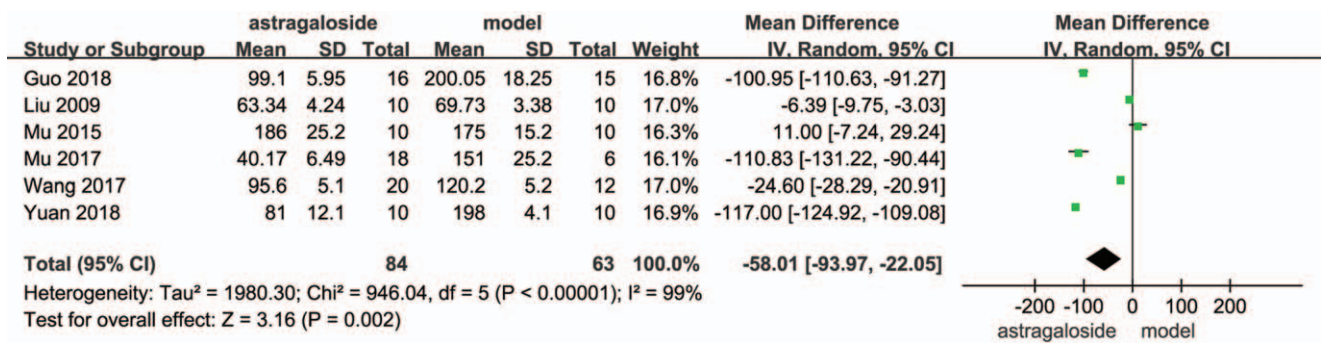 astragaloside model Mean Difference Mean Difference
Study or Subgroup Mean SD Total Mean SD Total Weight IV, Random, 95% CI IV, Random, 95% CI
Guo 2018 99.1 5.95 16 200.05 18.25 15 16.8% -100.95 [-110.63, -91.27]
Liu 2009 63.34 4.24 10 69.73 3.38 10 17.0% -6.39 [-9.75, -3.03]
Mu 2015 186 25.2 10 175 15.2 10 16.3% 11.00 [-7.24, 29.24]
Mu 2017 40.17 6.49 18 151 25.2 6 16.1% -110.83 [-131.22, -90.44]
Wang 2017 95.6 5.1 20 120.2 5.2 12 17.0% -24.60 [-28.29, -20.91]
Yuan 2018 81 12.1 10 198 4.1 10 16.9% -117.00 [-124.92, -109.08]
Total (95% CI) 84 63 100.0% -58.01 [-93.97, -22.05]
Heterogeneity: Tau² = 1980.30; Chi² = 946.04, df = 5 (P < 0.00001); I² = 99%
Test for overall effect: Z = 3.16 (P = 0.002)
-200 -100 0 100 200
astragaloside model